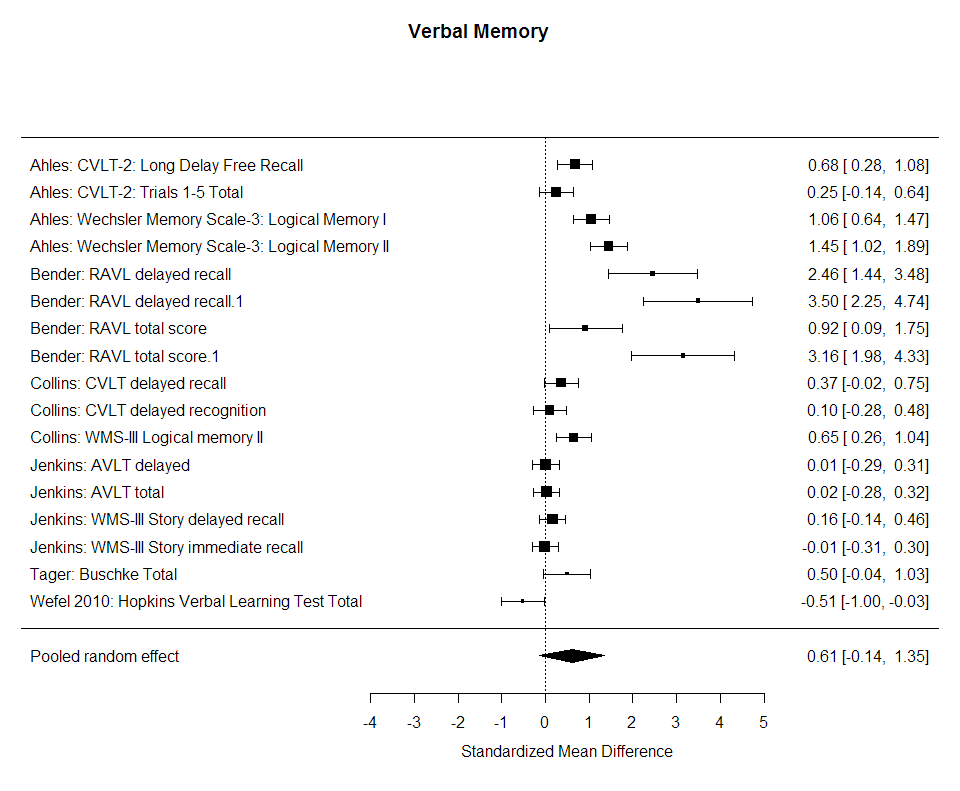 Verbal Memory
Ahles: CVLT-2: Long Delay Free Recall 0.68 [ 0.28, 1.08]
Ahles: CVLT-2: Trials 1-5 Total 0.25 [-0.14, 0.64]
Ahles: Wechsler Memory Scale-3: Logical Memory I 1.06 [ 0.64, 1.47]
Ahles: Wechsler Memory Scale-3: Logical Memory II 1.45 [ 1.02, 1.89]
Bender: RAVL delayed recall 2.46 [ 1.44, 3.48]
Bender: RAVL delayed recall.1 3.50 [ 2.25, 4.74]
Bender: RAVL total score 0.92 [ 0.09, 1.75]
Bender: RAVL total score.1 3.16 [ 1.98, 4.33]
Collins: CVLT delayed recall 0.37 [-0.02, 0.75]
Collins: CVLT delayed recognition 0.10 [-0.28, 0.48]
Collins: WMS-III Logical memory II 0.65 [ 0.26, 1.04]
Jenkins: AVLT delayed 0.01 [-0.29, 0.31]
Jenkins: AVLT total 0.02 [-0.28, 0.32]
Jenkins: WMS-III Story delayed recall 0.16 [-0.14, 0.46]
Jenkins: WMS-III Story immediate recall -0.01 [-0.31, 0.30]
Tager: Buschke Total 0.50 [-0.04, 1.03]
Wefel 2010: Hopkins Verbal Learning Test Total -0.51 [-1.00, -0.03]
Pooled random effect 0.61 [-0.14, 1.35]
-4 -3 -2 -1 0 1 2 3 4 5
Standardized Mean Difference